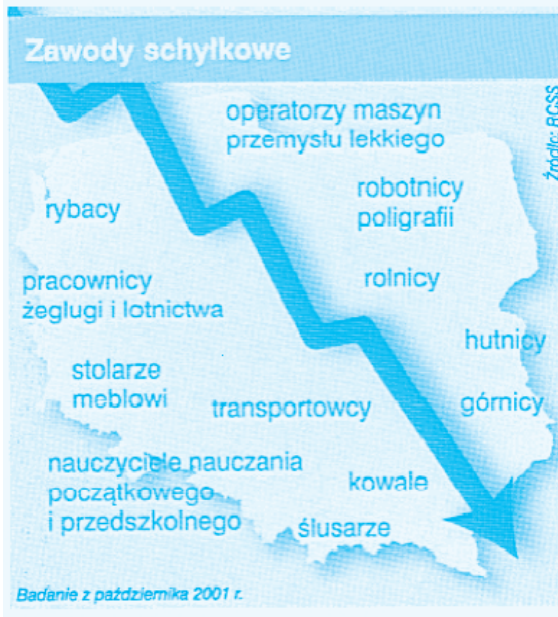 Zawody schyłkowe
Źródło: RCSS
operatorzy maszyn
przemysłu lekkiego
robotnicy
poligrafii
rybacy
rolnicy
pracownicy
żeglugi i lotnictwa
hutnicy
stolarze
meblowi
górnicy
transportowcy
nauczyciele nauczania
początkowego
i przedszkolnego
kowale
ślusarze
Badanie z października 2001 r.